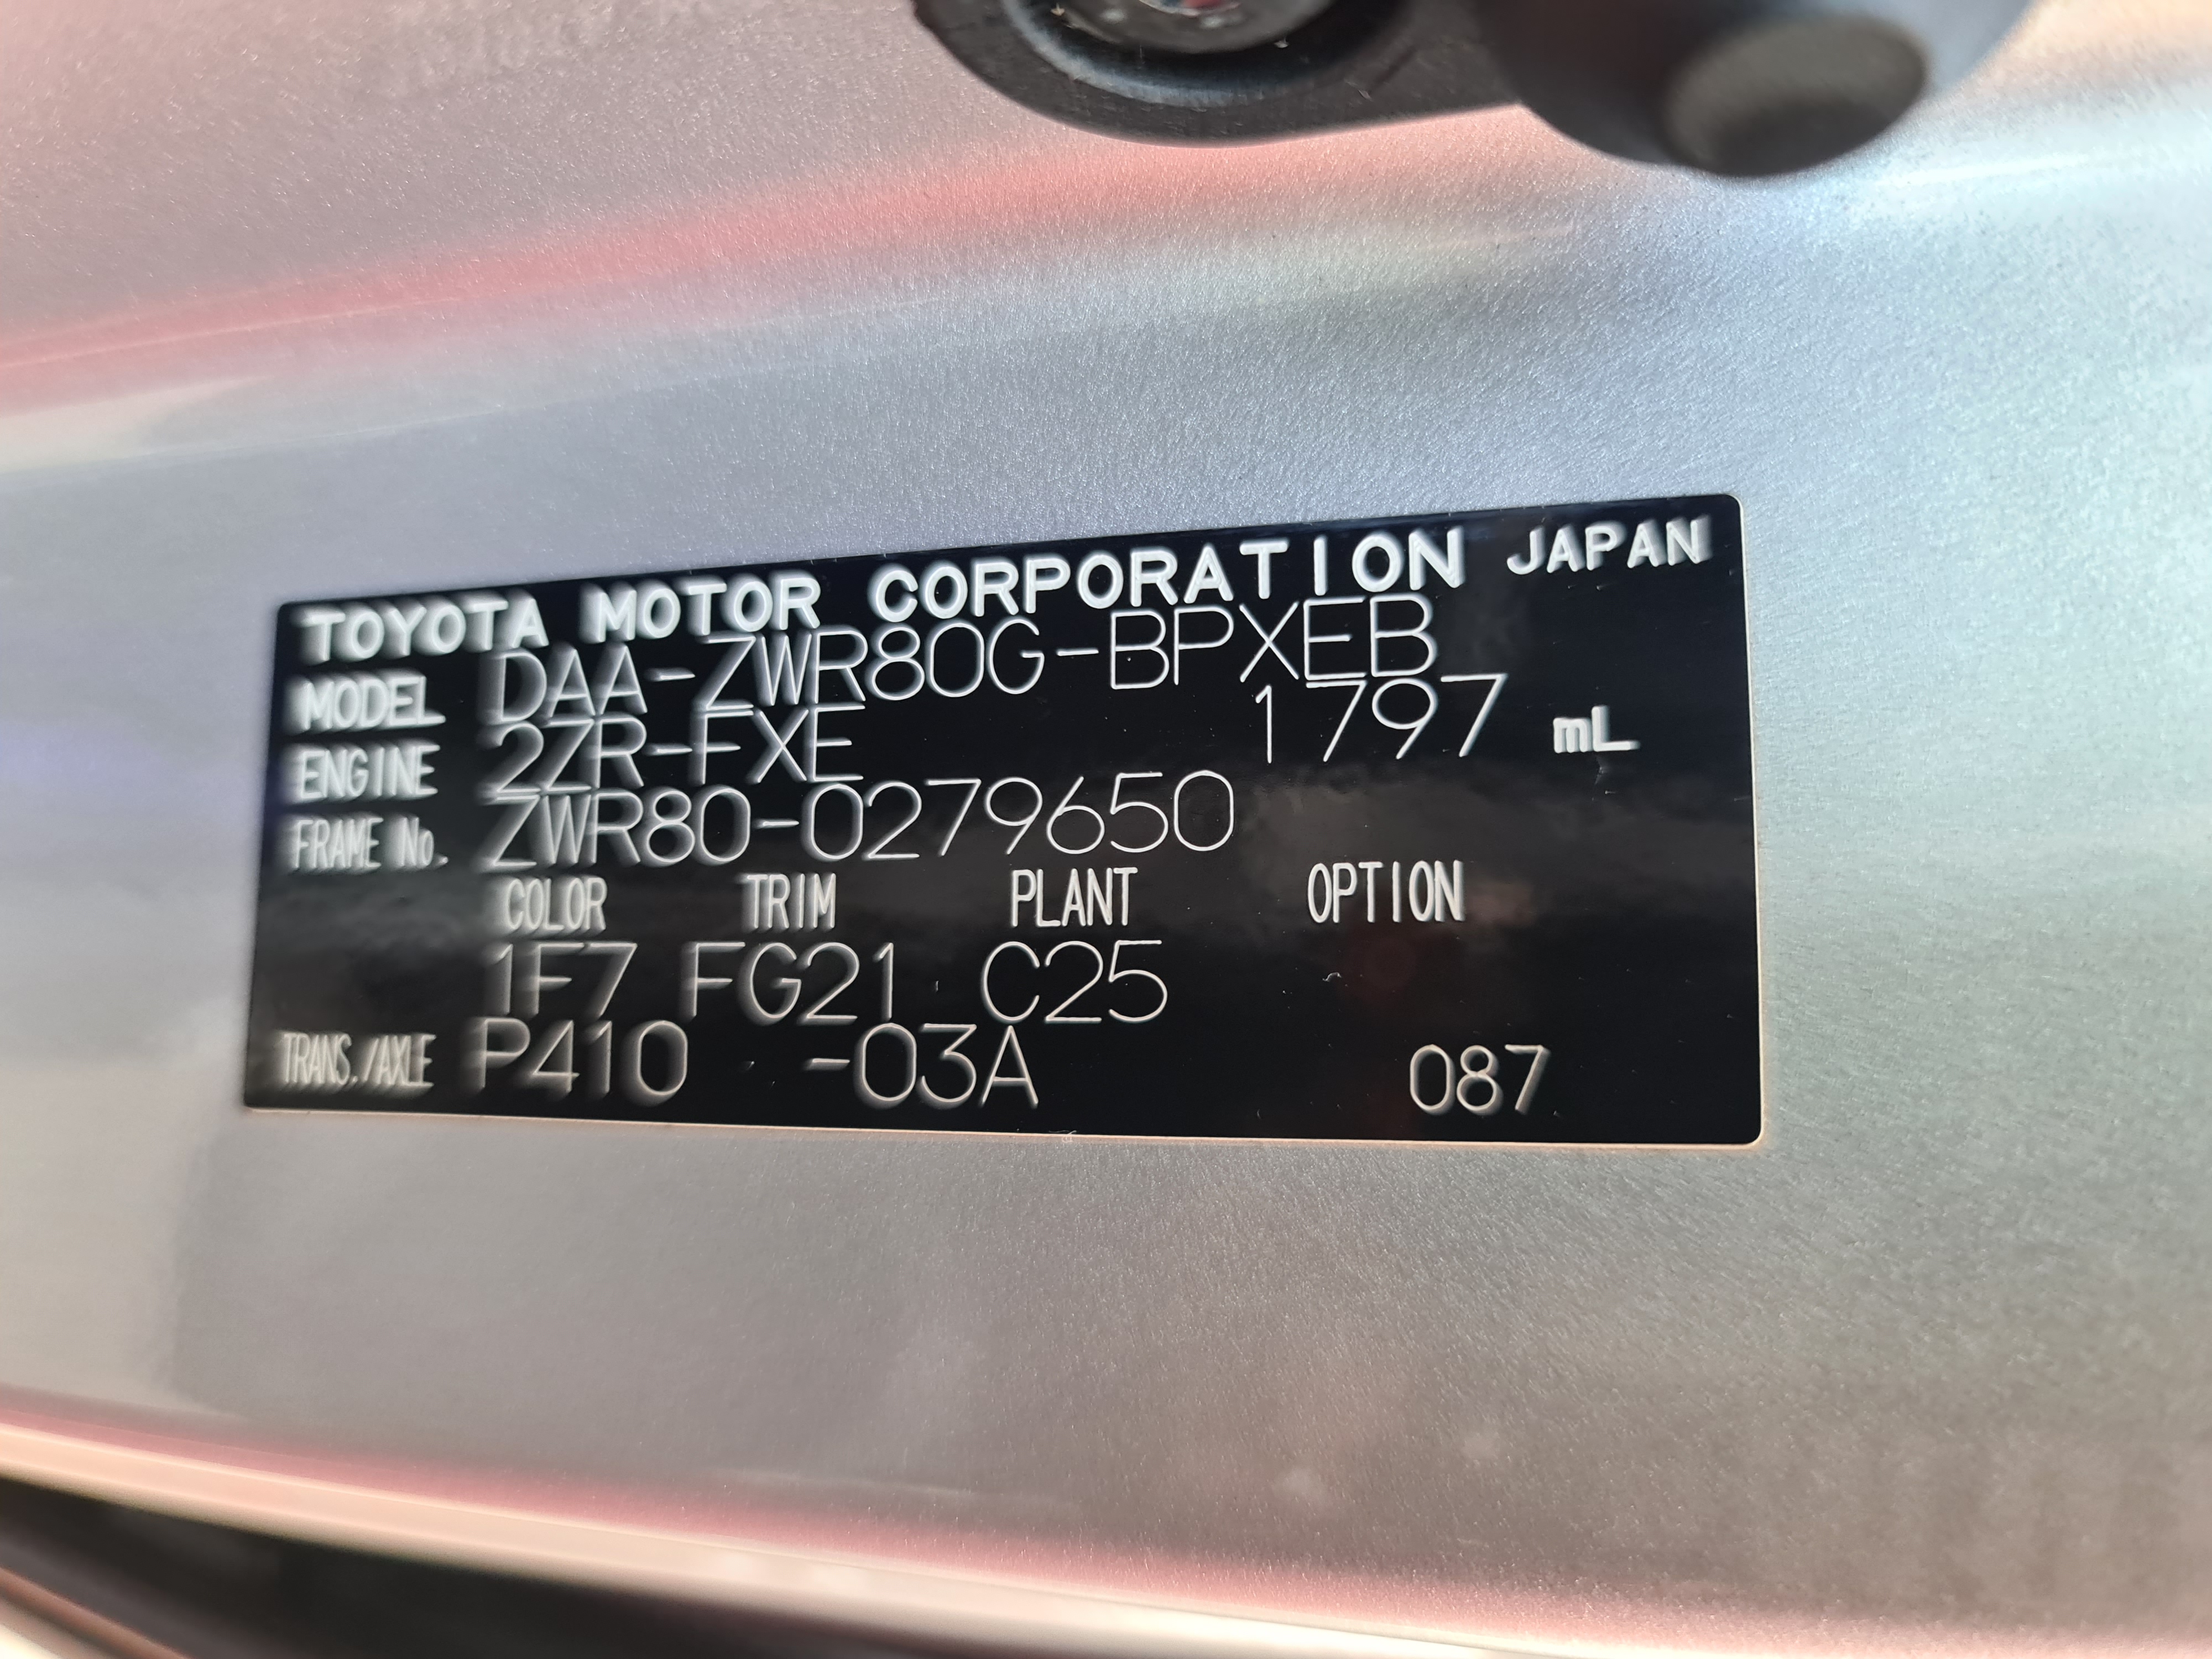 TOYOTA MOTOR CORPORATION JAPAN
MODEL DAA-ZWR80G-BPXEB
ENGINE 2ZR-FXE 1797 mL
FRAME No. ZWR80-0279650
COLOR TRIM PLANT OPTION
1F7 FG21 C25
TRANS./AXLE P410 -03A 087